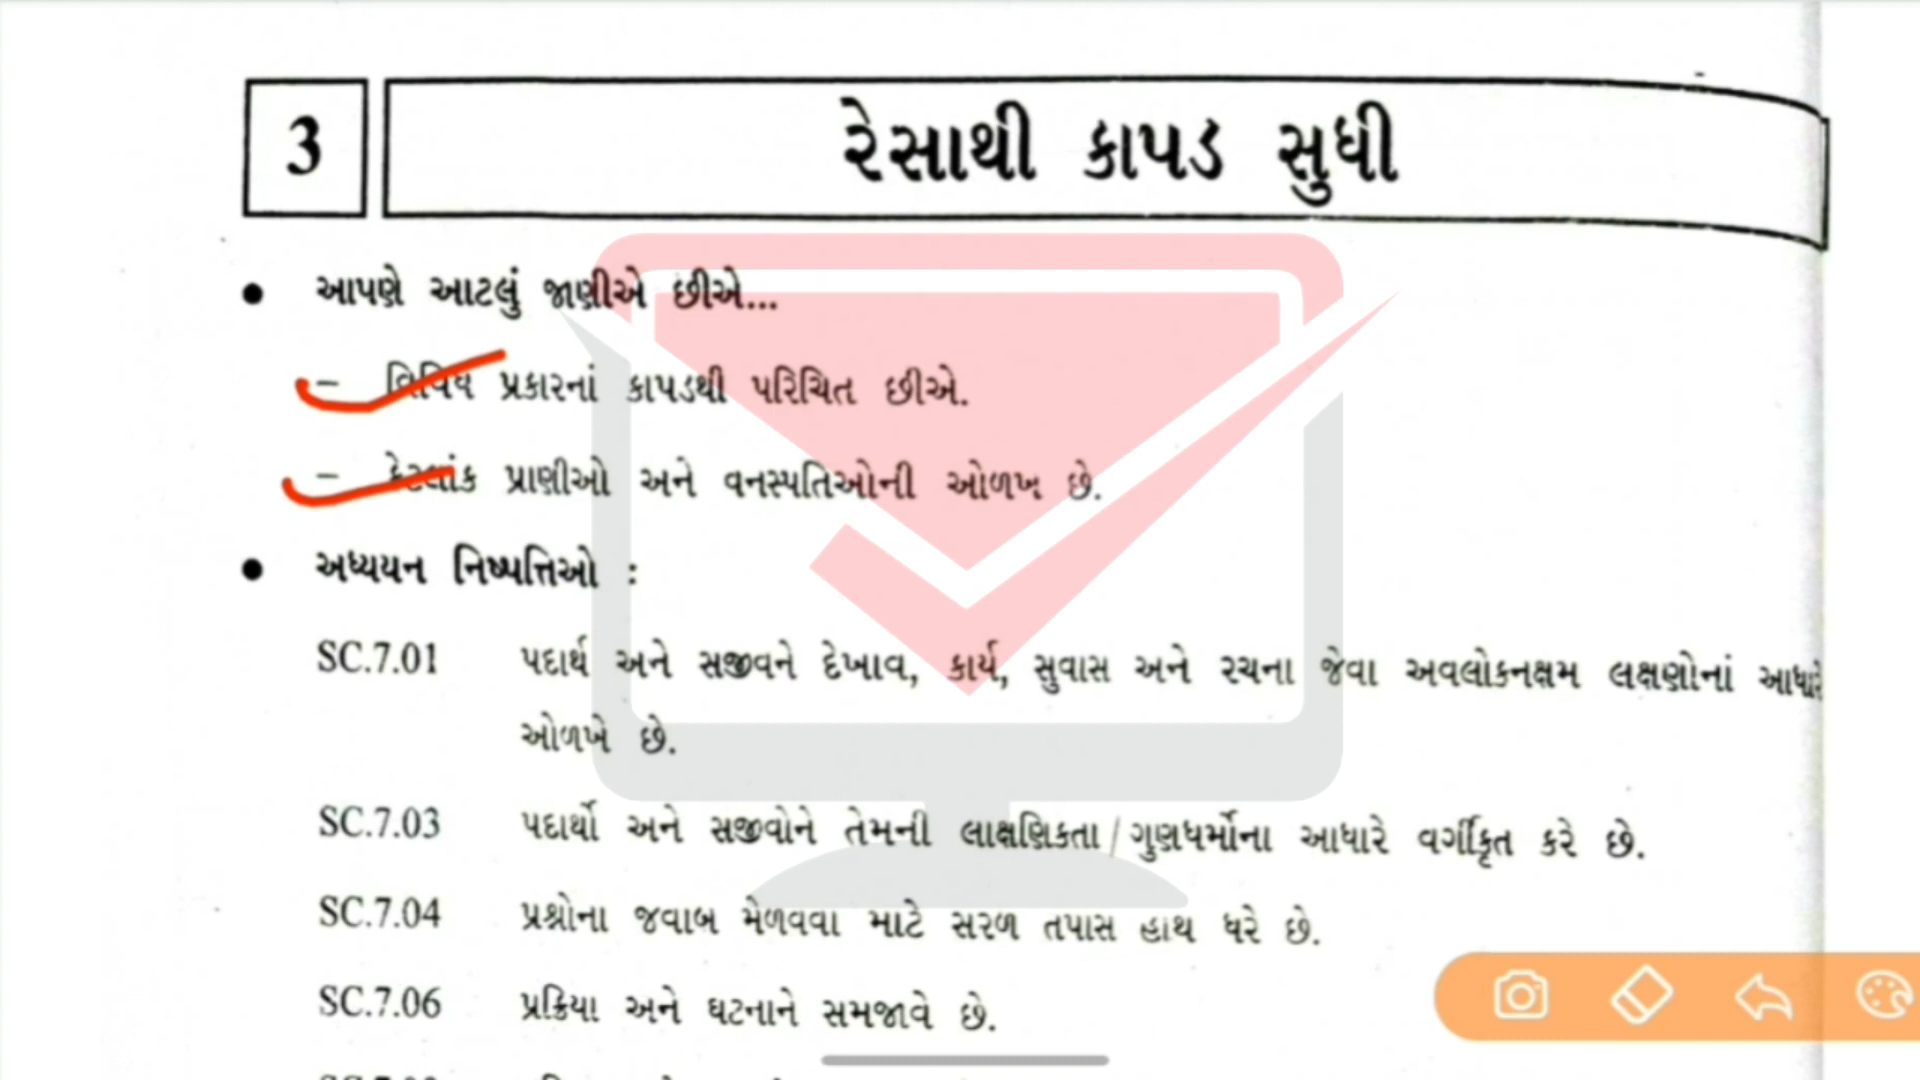 3 રેસાથી કાપડ સુધી
● આપણે આટલું જાણીએ છીએ...
– વિવિધ પ્રકારનાં કાપડથી પરિચિત છીએ.
– કેટલાંક પ્રાણીઓ અને વનસ્પતિઓની ઓળખ છે.
● અધ્યયન નિષ્પત્તિઓ :
SC.7.01 પદાર્થ અને સજીવને દેખાવ, કાર્ય, સુવાસ અને રચના જેવા અવલોકનક્ષમ લક્ષણોનાં આધારે
ઓળખે છે.
SC.7.03 પદાર્થો અને સજીવોને તેમની લાક્ષણિકતા/ગુણધર્મોના આધારે વર્ગીકૃત કરે છે.
SC.7.04 પ્રશ્નોના જવાબ મેળવવા માટે સરળ તપાસ હાથ ધરે છે.
SC.7.06 પ્રક્રિયા અને ઘટનાને સમજાવે છે.